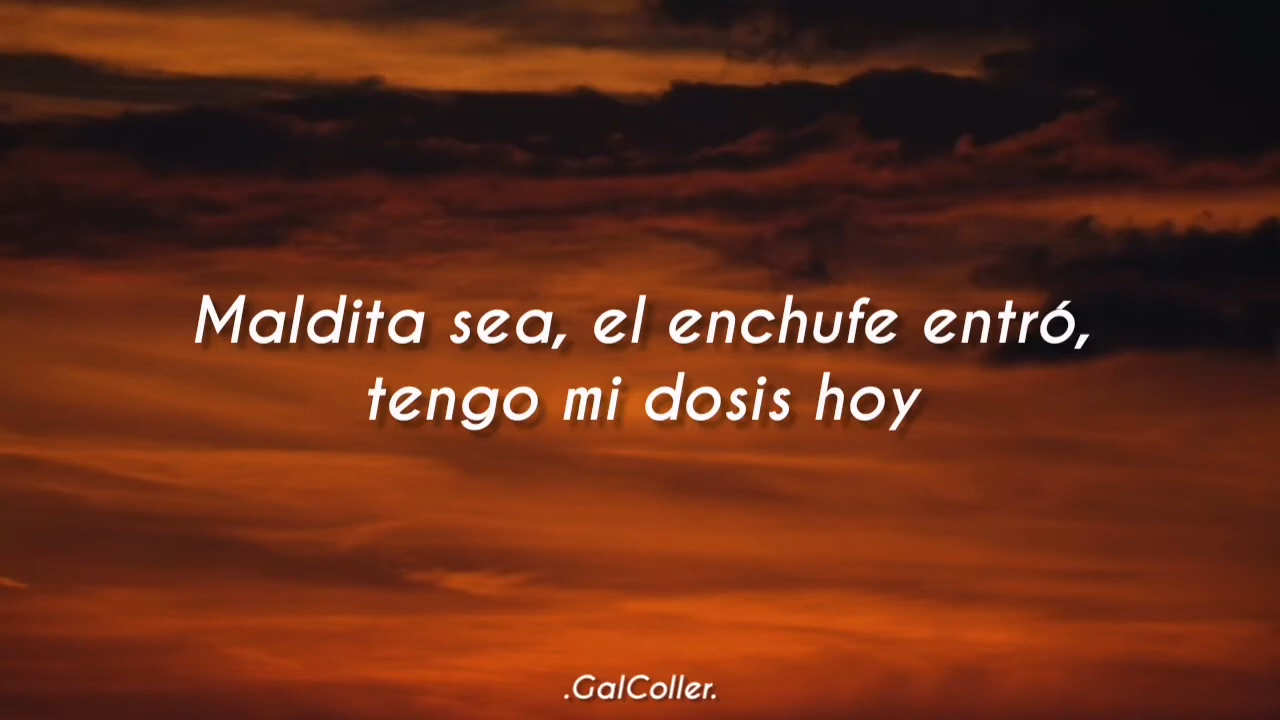 Maldita sea, el enchufe entró,
tengo mi dosis hoy
.GalColler.